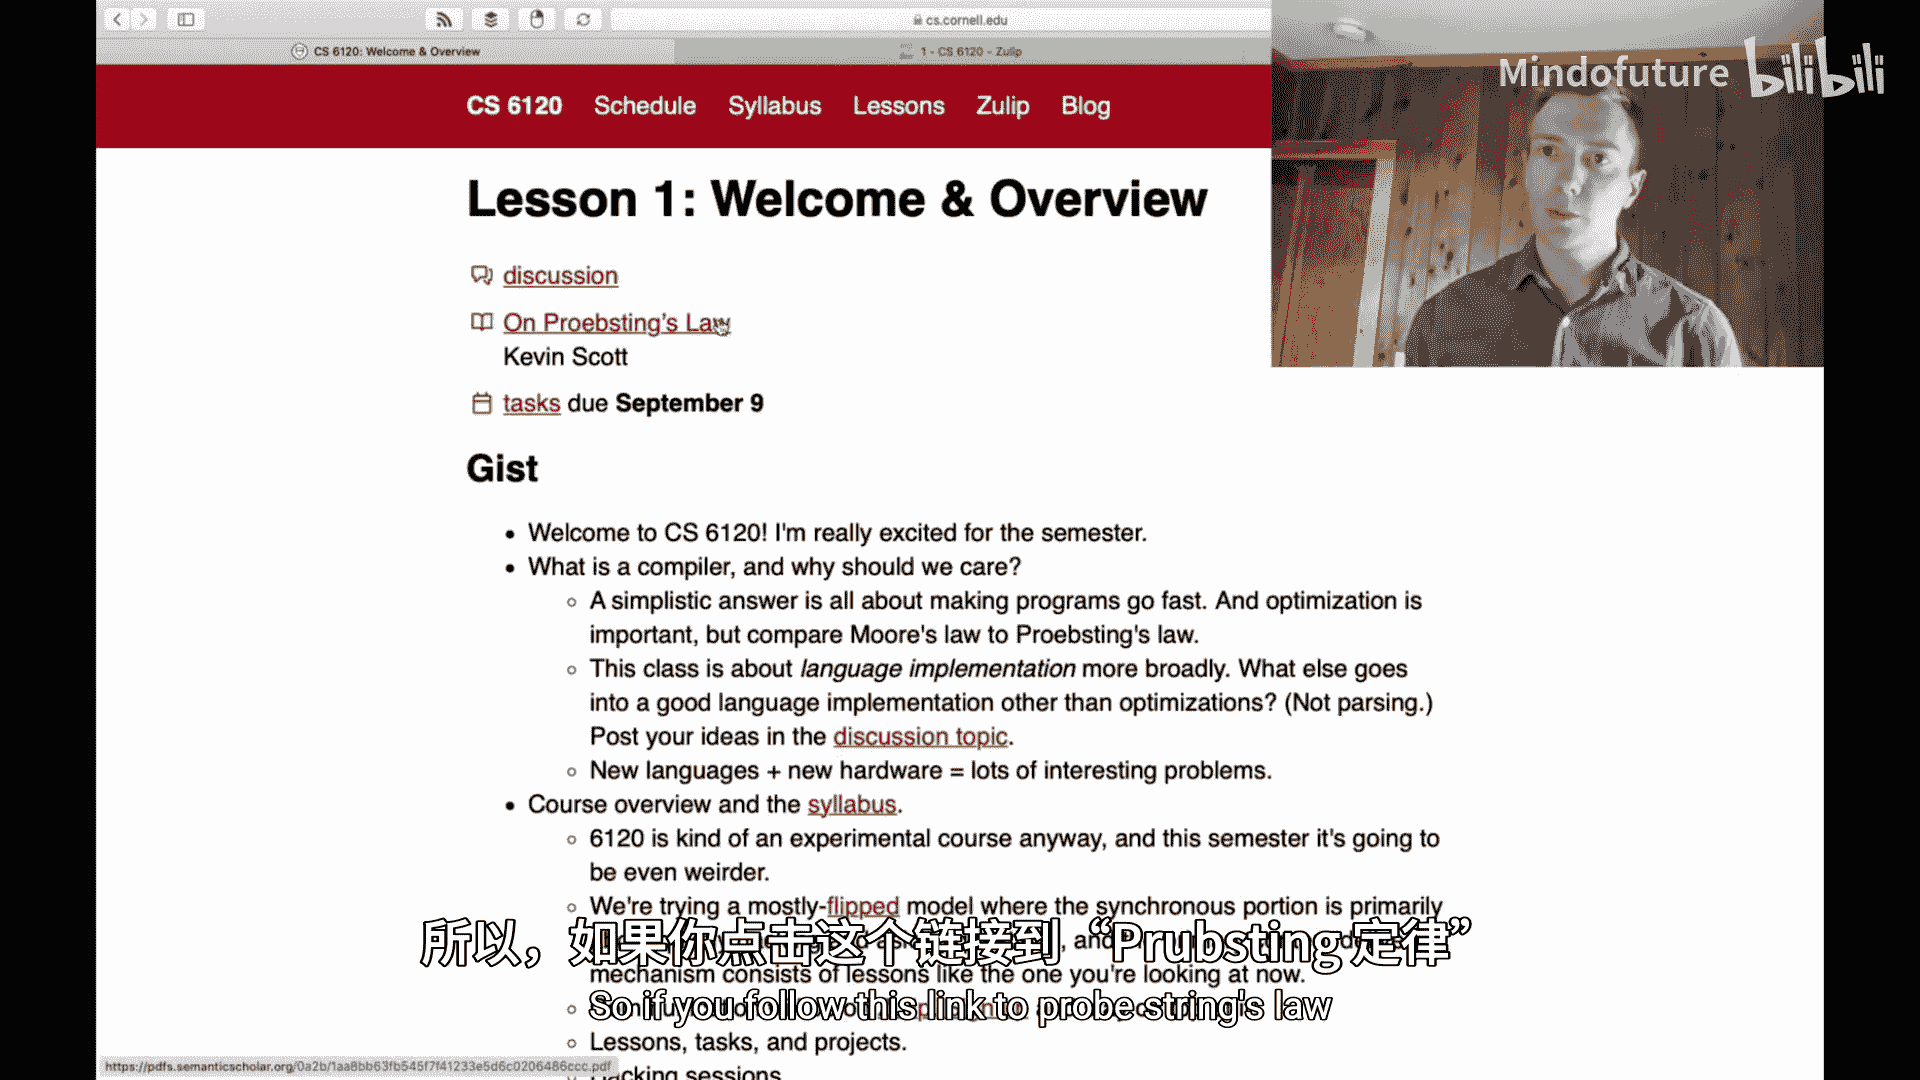 cs.cornell.edu
CS 6120: Welcome & Overview
1 - CS 6120 - Zulip
Mindofuture bilibili
CS 6120 Schedule Syllabus Lessons Zulip Blog
Lesson 1: Welcome & Overview
discussion
On Proebsting's Law
Kevin Scott
tasks due September 9
Gist
Welcome to CS 6120! I'm really excited for the semester.
What is a compiler, and why should we care?
A simplistic answer is all about making programs go fast. And optimization is
important, but compare Moore's law to Proebsting's law.
This class is about language implementation more broadly. What else goes
into a good language implementation other than optimizations? (Not parsing.)
Post your ideas in the discussion topic.
New languages + new hardware = lots of interesting problems.
Course overview and the syllabus.
6120 is kind of an experimental course anyway, and this semester it's going to
be even weirder.
We're trying a mostly-flipped model where the synchronous portion is primarily
所以，如果你点击这个链接到“Prubsting 定律”
mechanism consists of lessons like the one you're looking at now.
So if you follow this link to probe string's law
Lessons, tasks, and projects.
Hacking sessions
https://pdfs.semanticscholar.org/0a2b/1aa8bb63fb545f7f41233e5d6c0206486ccc.pdf